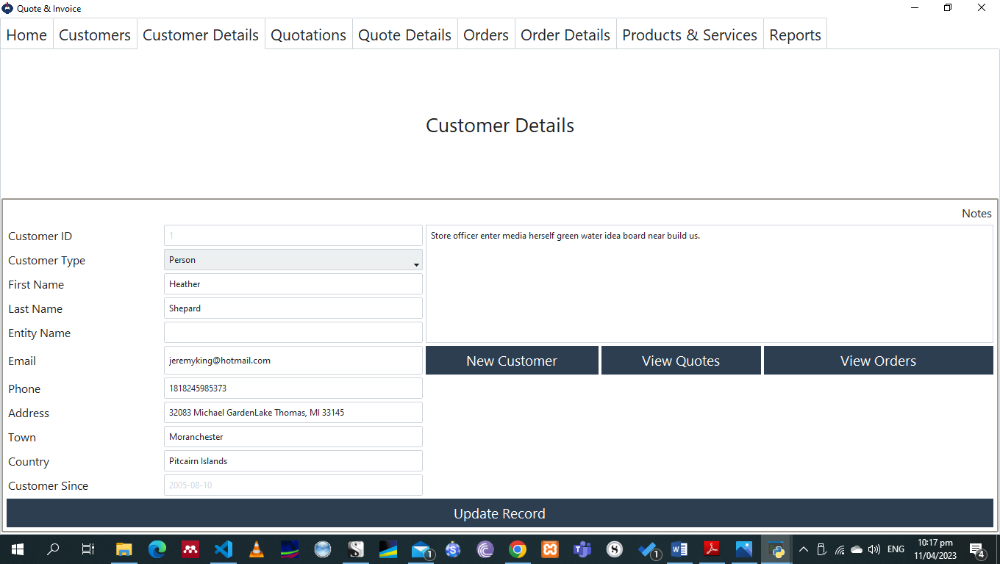 Quote & Invoice
Home Customers Customer Details Quotations Quote Details Orders Order Details Products & Services Reports
Customer Details
Notes
Customer ID 1
Store officer enter media herself green water idea board near build us.
Customer Type Person
First Name Heather
Last Name Shepard
Entity Name
Email jeremyking@hotmail.com
New Customer View Quotes View Orders
Phone 1818245985373
Address 32083 Michael GardenLake Thomas, MI 33145
Town Moranchester
Country Pitcairn Islands
Customer Since 2005-08-10
Update Record
1 1 ENG 10:17 pm 4
11/04/2023